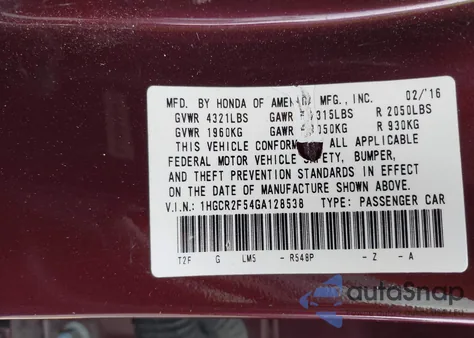 MFD. BY HONDA OF AMERICA MFG., INC. 02/'16
GVWR 4321LBS GAWR 2315LBS R 2050LBS
GVWR 1960KG GAWR 1050KG R 930KG
THIS VEHICLE CONFORMS ALL APPLICABLE
FEDERAL MOTOR VEHICLE SAFETY, BUMPER,
AND THEFT PREVENTION STANDARDS IN EFFECT
ON THE DATE OF MANUFACTURE SHOWN ABOVE.
V.I.N.: 1HGCR2F54GA128538 TYPE: PASSENGER CAR
T2F G LM5 - R548P - Z - A
autoSnap